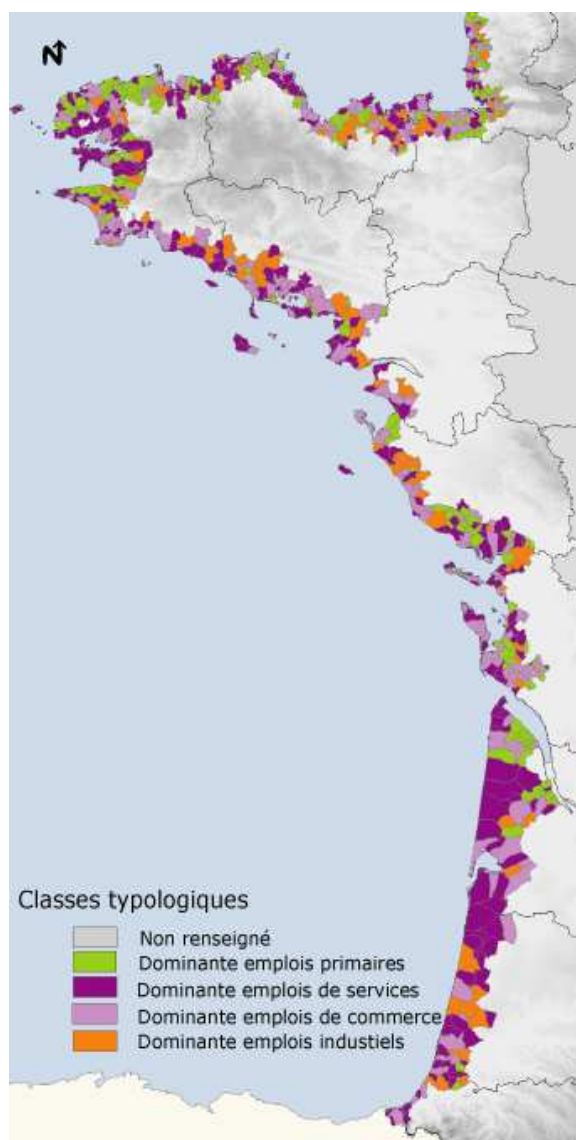 N
Classes typologiques
Non renseigné
Dominante emplois primaires
Dominante emplois de services
Dominante emplois de commerce
Dominante emplois industiels